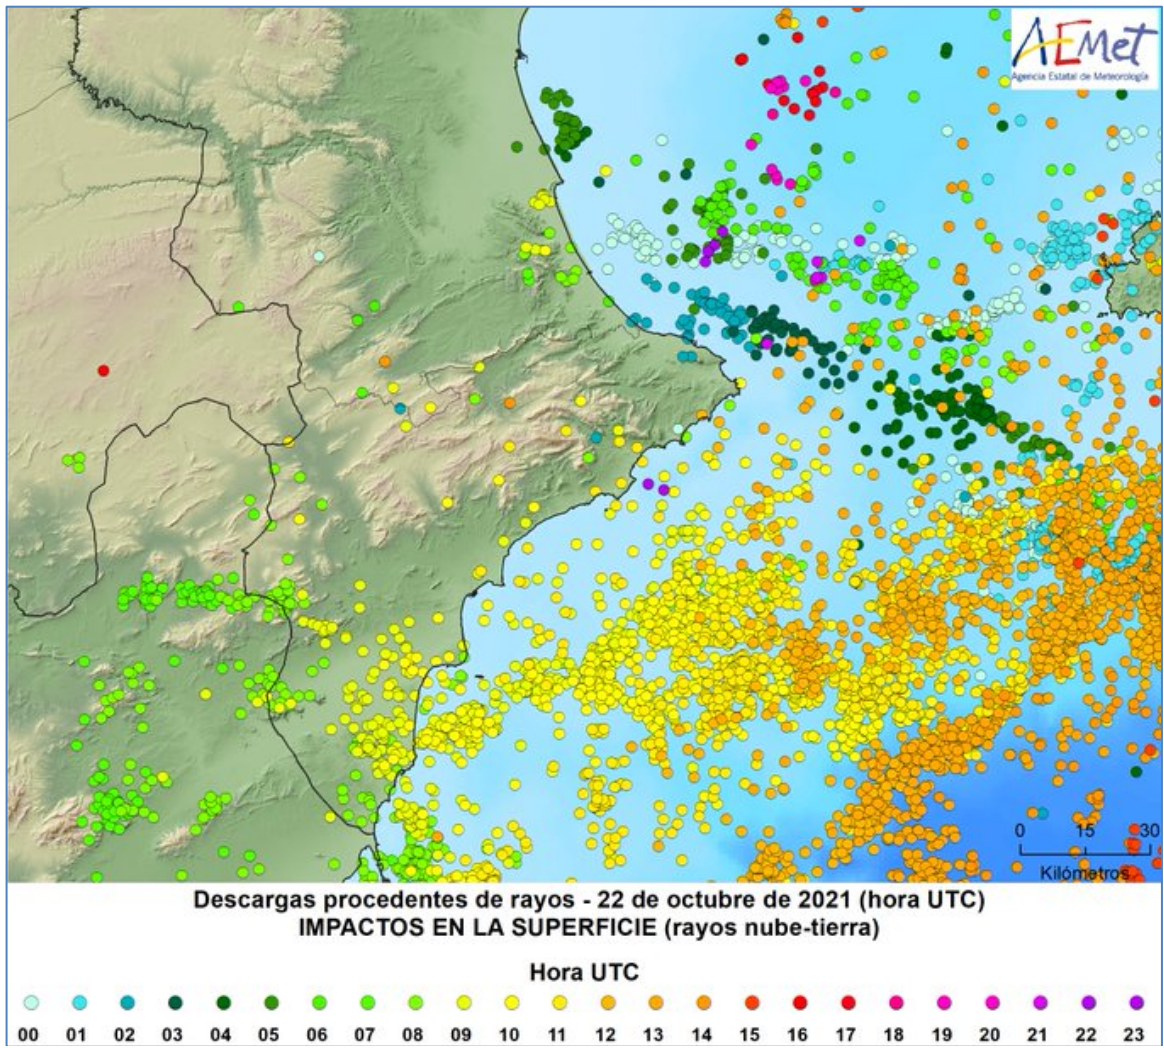 AEMet
Agencia Estatal de Meteorología
0 15 30
Kilómetros
Descargas procedentes de rayos - 22 de octubre de 2021 (hora UTC)
IMPACTOS EN LA SUPERFICIE (rayos nube-tierra)
Hora UTC
00 01 02 03 04 05 06 07 08 09 10 11 12 13 14 15 16 17 18 19 20 21 22 23